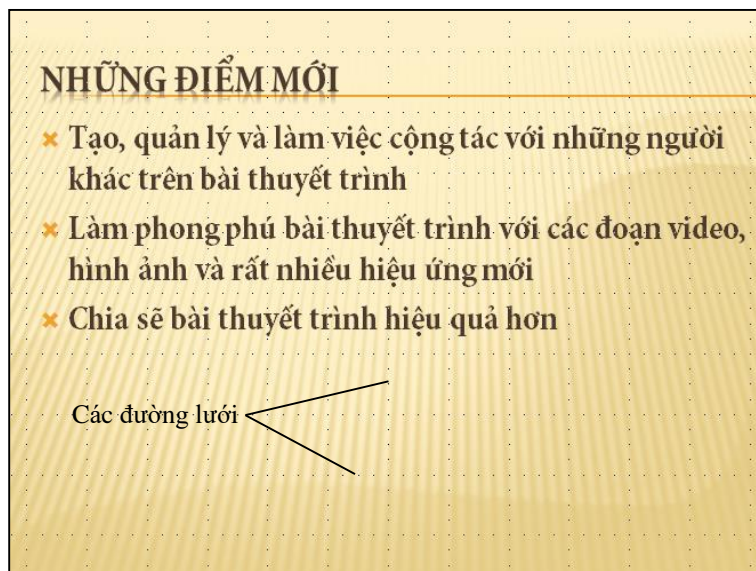 NHỮNG ĐIỂM MỚI
Tạo, quản lý và làm việc cộng tác với những người
khác trên bài thuyết trình
Làm phong phú bài thuyết trình với các đoạn video,
hình ảnh và rất nhiều hiệu ứng mới
Chia sẽ bài thuyết trình hiệu quả hơn
Các đường lưới